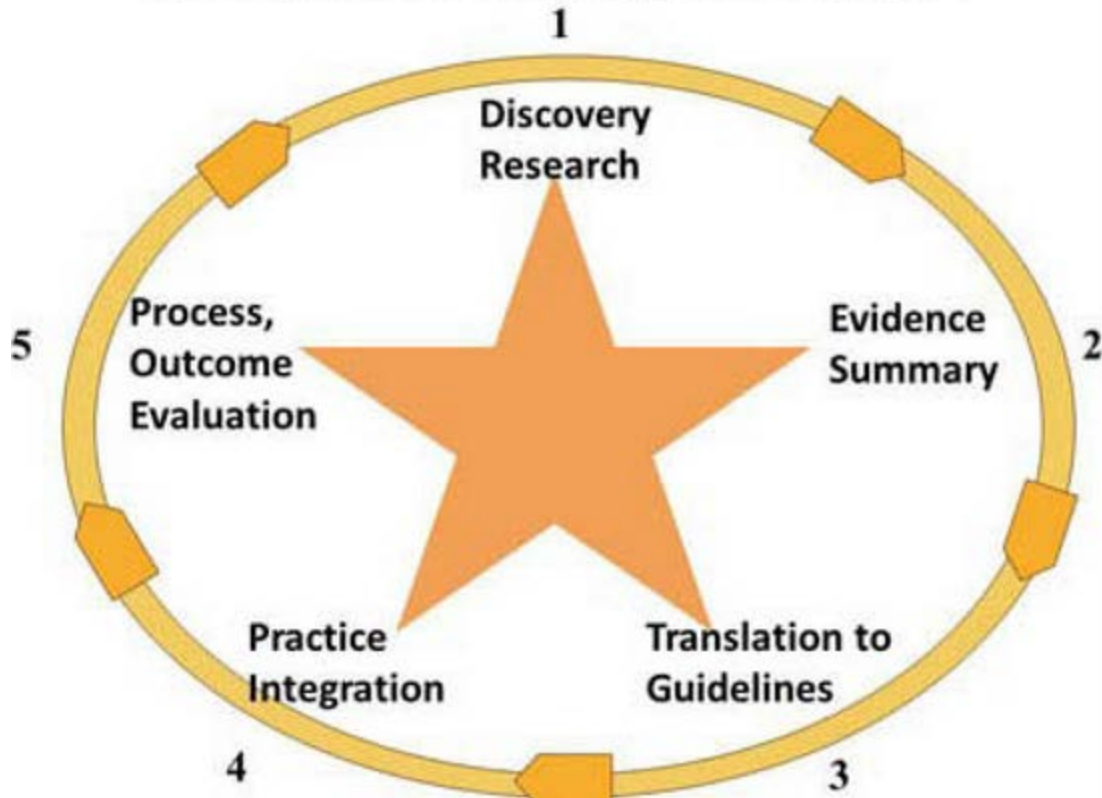 1
Discovery
Research
Evidence
Summary
2
Translation to
Guidelines
3
Practice
Integration
4
Process,
Outcome
Evaluation
5